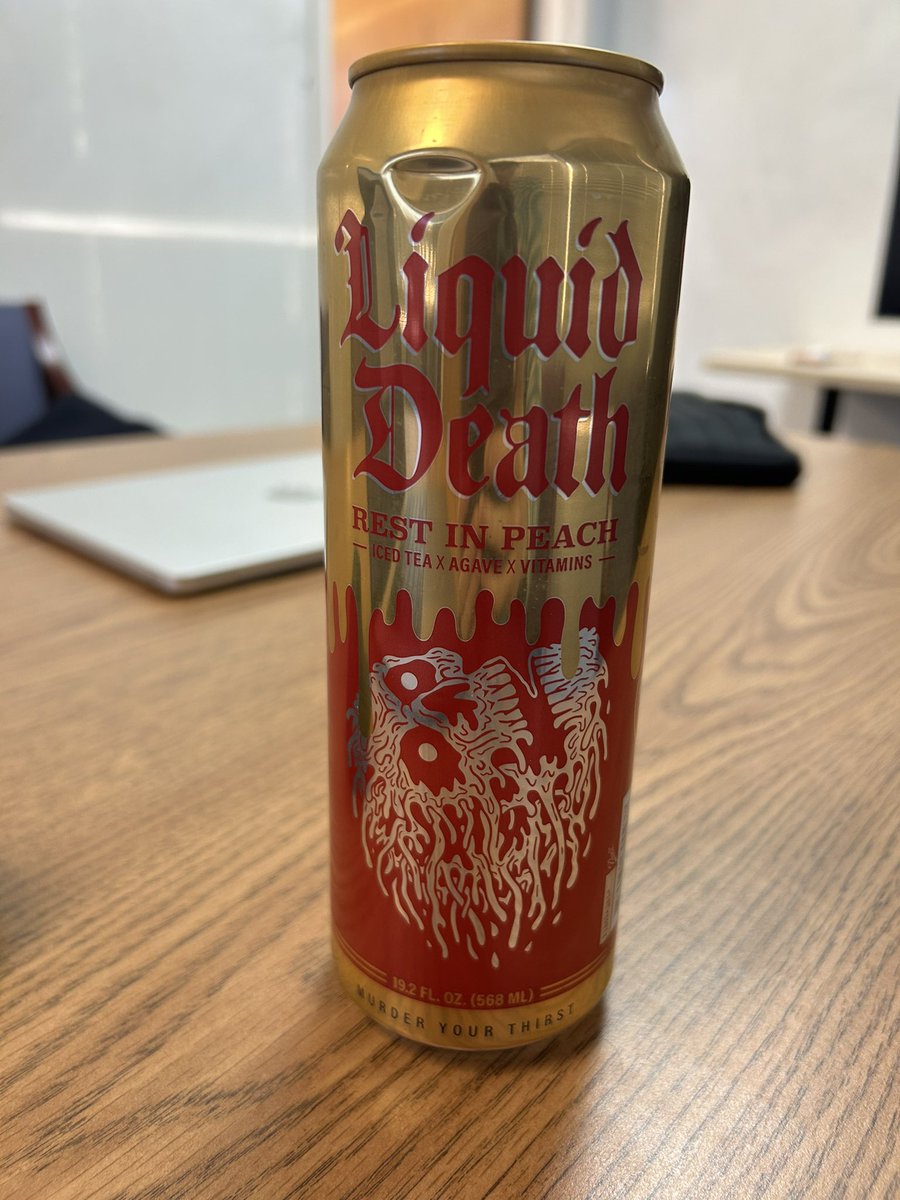 Liquid
Death
REST IN PEACH
ICED TEA X AGAVE X VITAMINS
19.2 FL. OZ. (568 ML)
MURDER YOUR THIRST